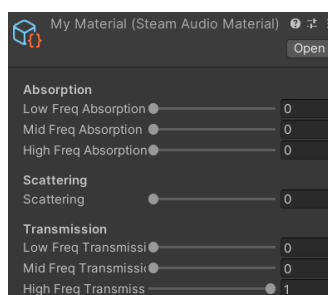 My Material (Steam Audio Material)
Open
Absorption
Low Freq Absorption 0
Mid Freq Absorption 0
High Freq Absorption 0
Scattering
Scattering 0
Transmission
Low Freq Transmissi 0
Mid Freq Transmissi 0
High Freq Transmiss 1